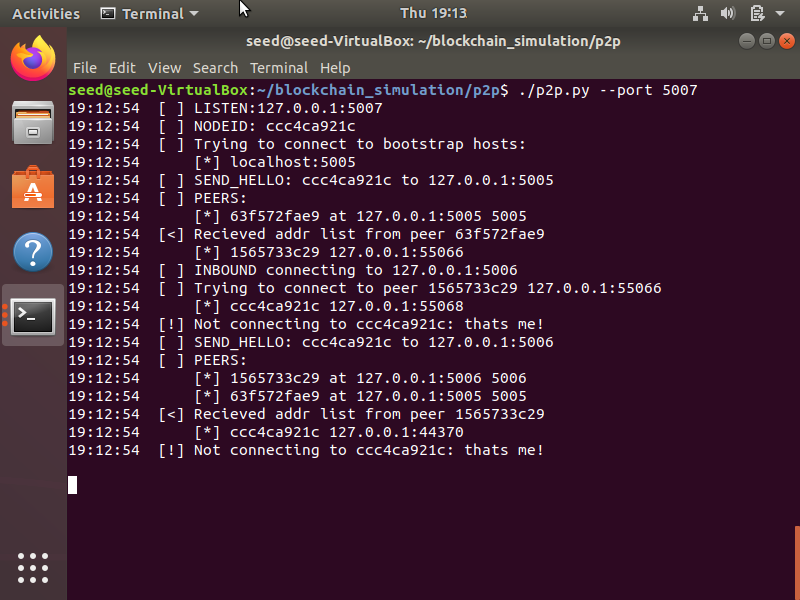 Activities Terminal Thu 19:13
seed@seed-VirtualBox: ~/blockchain_simulation/p2p
File Edit View Search Terminal Help
seed@seed-VirtualBox:~/blockchain_simulation/p2p$ ./p2p.py --port 5007
19:12:54 [ ] LISTEN:127.0.0.1:5007
19:12:54 [ ] NODEID: ccc4ca921c
19:12:54 [ ] Trying to connect to bootstrap hosts:
19:12:54 [*] localhost:5005
19:12:54 [ ] SEND_HELLO: ccc4ca921c to 127.0.0.1:5005
19:12:54 [ ] PEERS:
19:12:54 [*] 63f572fae9 at 127.0.0.1:5005 5005
19:12:54 [<] Recieved addr list from peer 63f572fae9
19:12:54 [*] 1565733c29 127.0.0.1:55066
19:12:54 [ ] INBOUND connecting to 127.0.0.1:5006
19:12:54 [ ] Trying to connect to peer 1565733c29 127.0.0.1:55066
19:12:54 [*] ccc4ca921c 127.0.0.1:55068
19:12:54 [!] Not connecting to ccc4ca921c: thats me!
19:12:54 [ ] SEND_HELLO: ccc4ca921c to 127.0.0.1:5006
19:12:54 [ ] PEERS:
19:12:54 [*] 1565733c29 at 127.0.0.1:5006 5006
19:12:54 [*] 63f572fae9 at 127.0.0.1:5005 5005
19:12:54 [<] Recieved addr list from peer 1565733c29
19:12:54 [*] ccc4ca921c 127.0.0.1:44370
19:12:54 [!] Not connecting to ccc4ca921c: thats me!